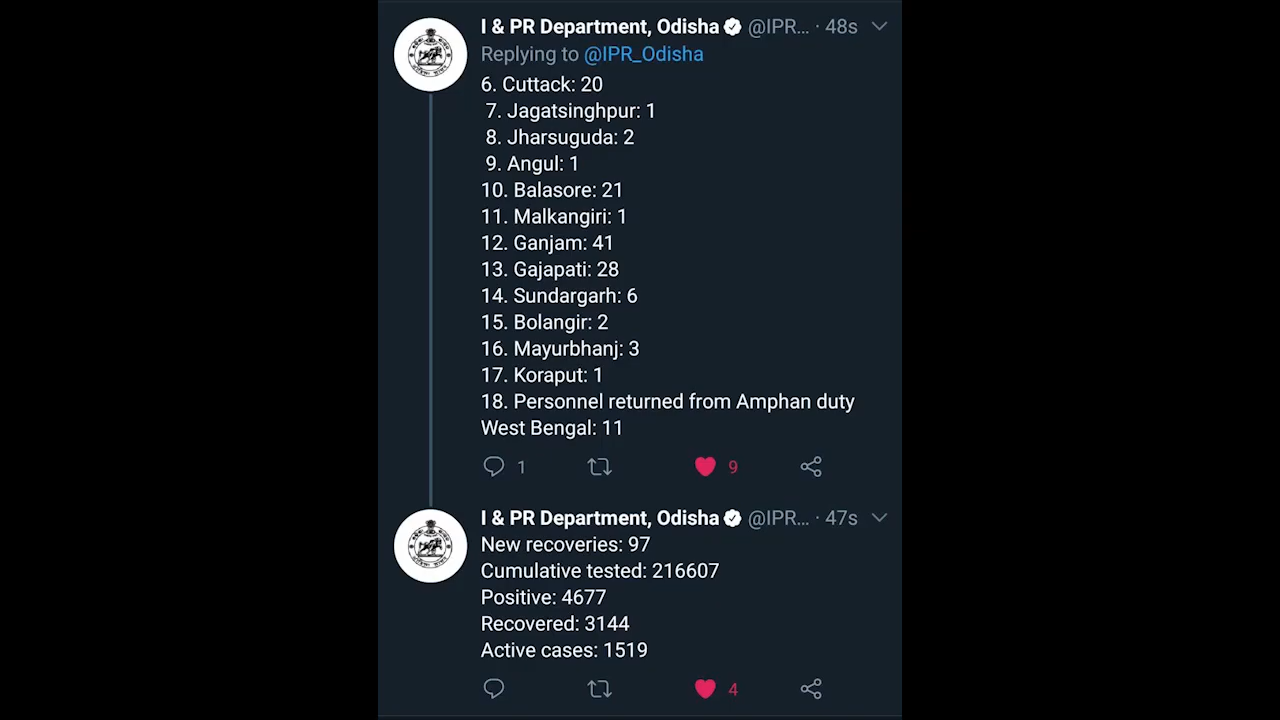 I & PR Department, Odisha @IPR... · 48s
Replying to @IPR_Odisha
6. Cuttack: 20
7. Jagatsinghpur: 1
8. Jharsuguda: 2
9. Angul: 1
10. Balasore: 21
11. Malkangiri: 1
12. Ganjam: 41
13. Gajapati: 28
14. Sundargarh: 6
15. Bolangir: 2
16. Mayurbhanj: 3
17. Koraput: 1
18. Personnel returned from Amphan duty
West Bengal: 11
1 9
I & PR Department, Odisha @IPR... · 47s
New recoveries: 97
Cumulative tested: 216607
Positive: 4677
Recovered: 3144
Active cases: 1519
4